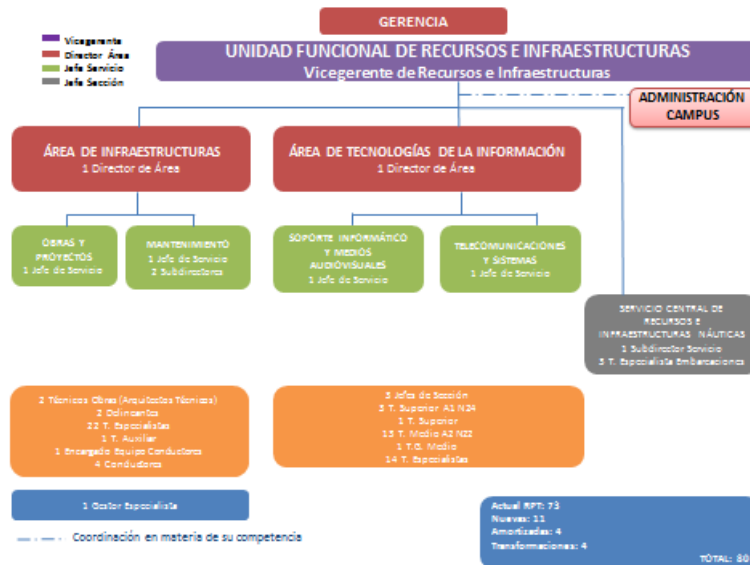 GERENCIA
Vicegerente
Director Área
Jefe Servicio
Jefe Sección
UNIDAD FUNCIONAL DE RECURSOS E INFRAESTRUCTURAS
Vicegerente de Recursos e Infraestructuras
ADMINISTRACIÓN
CAMPUS
ÁREA DE INFRAESTRUCTURAS
1 Director de Área
ÁREA DE TECNOLOGÍAS DE LA INFORMACIÓN
1 Director de Área
OBRAS Y
PROYECTOS
1 Jefe de Servicio
MANTENIMIENTO
1 Jefe de Servicio
2 Subdirectores
SOPORTE INFORMÁTICO
Y MEDIOS
AUDIOVISUALES
1 Jefe de Servicio
TELECOMUNICACIONES
Y SISTEMAS
1 Jefe de Servicio
SERVICIO CENTRAL DE
RECURSOS E
INFRAESTRUCTURAS NÁUTICAS
1 Subdirector Servicio
3 T. Especialista Embarcaciones
2 Técnicos Obras (Arquitectos Técnicos)
2 Delineantes
22 T. Especialistas
1 T. Auxiliar
1 Encargado Equipo Conductores
4 Conductores
3 Jefes de Sección
3 T. Superior A1 N24
1 T. Superior
13 T. Medio A2 N22
1 T.G. Medio
14 T. Especialistas
1 Gestor Especialista
Coordinación en materia de su competencia
Actual RPT: 73
Nuevas: 11
Amortizadas: 4
Transformaciones: 4
TOTAL: 80